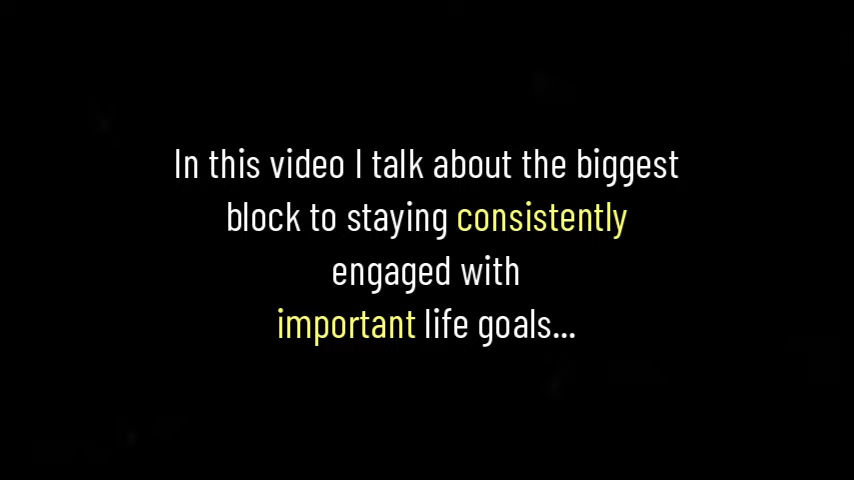 In this video I talk about the biggest
block to staying consistently
engaged with
important life goals...